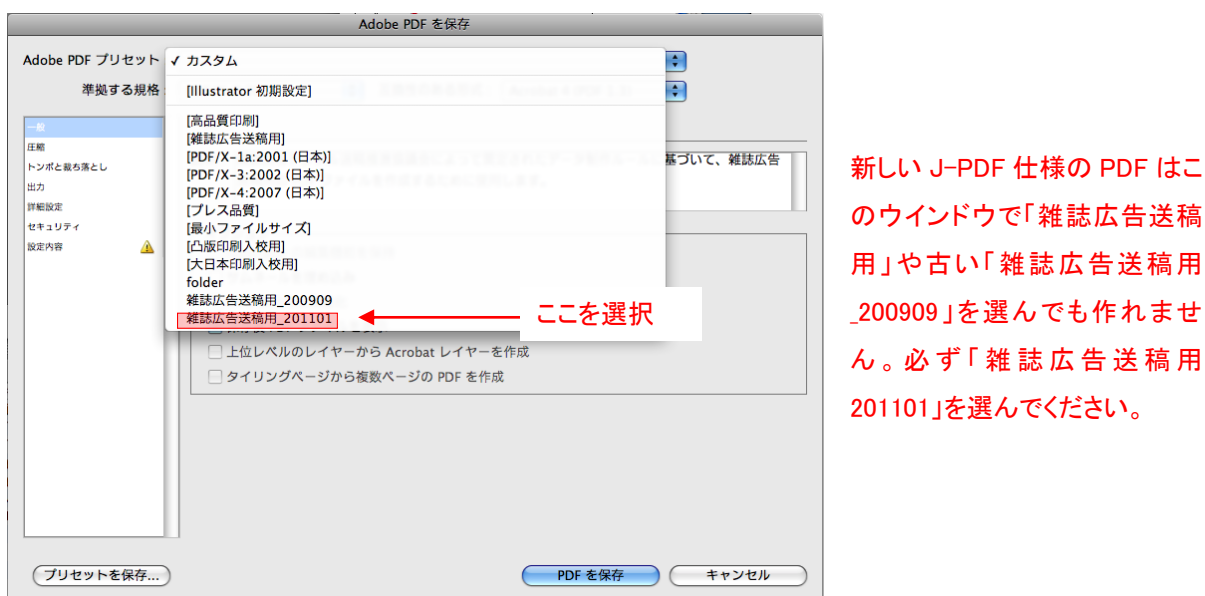 Adobe PDF を保存
Adobe PDF プリセット
✓ カスタム
準拠する規格:
[Illustrator 初期設定]
[高品質印刷]
[雑誌広告送稿用]
[PDF/X-1a:2001 (日本)]
[PDF/X-3:2002 (日本)]
[PDF/X-4:2007 (日本)]
[プレス品質]
[最小ファイルサイズ]
[凸版印刷入校用]
[大日本印刷入校用]
folder
雑誌広告送稿用_200909
雑誌広告送稿用_201101
一般
圧縮
トンボと裁ち落とし
出力
詳細設定
セキュリティ
設定内容
基づいて、雑誌広告
ここを選択
上位レベルのレイヤーから Acrobat レイヤーを作成
タイリングページから複数ページの PDF を作成
プリセットを保存...
PDF を保存
キャンセル
新しい J-PDF 仕様の PDF はこ
のウインドウで「雑誌広告送稿
用」や古い「雑誌広告送稿用
_200909」を選んでも作れませ
ん。必ず「雑誌広告送稿用
201101」を選んでください。